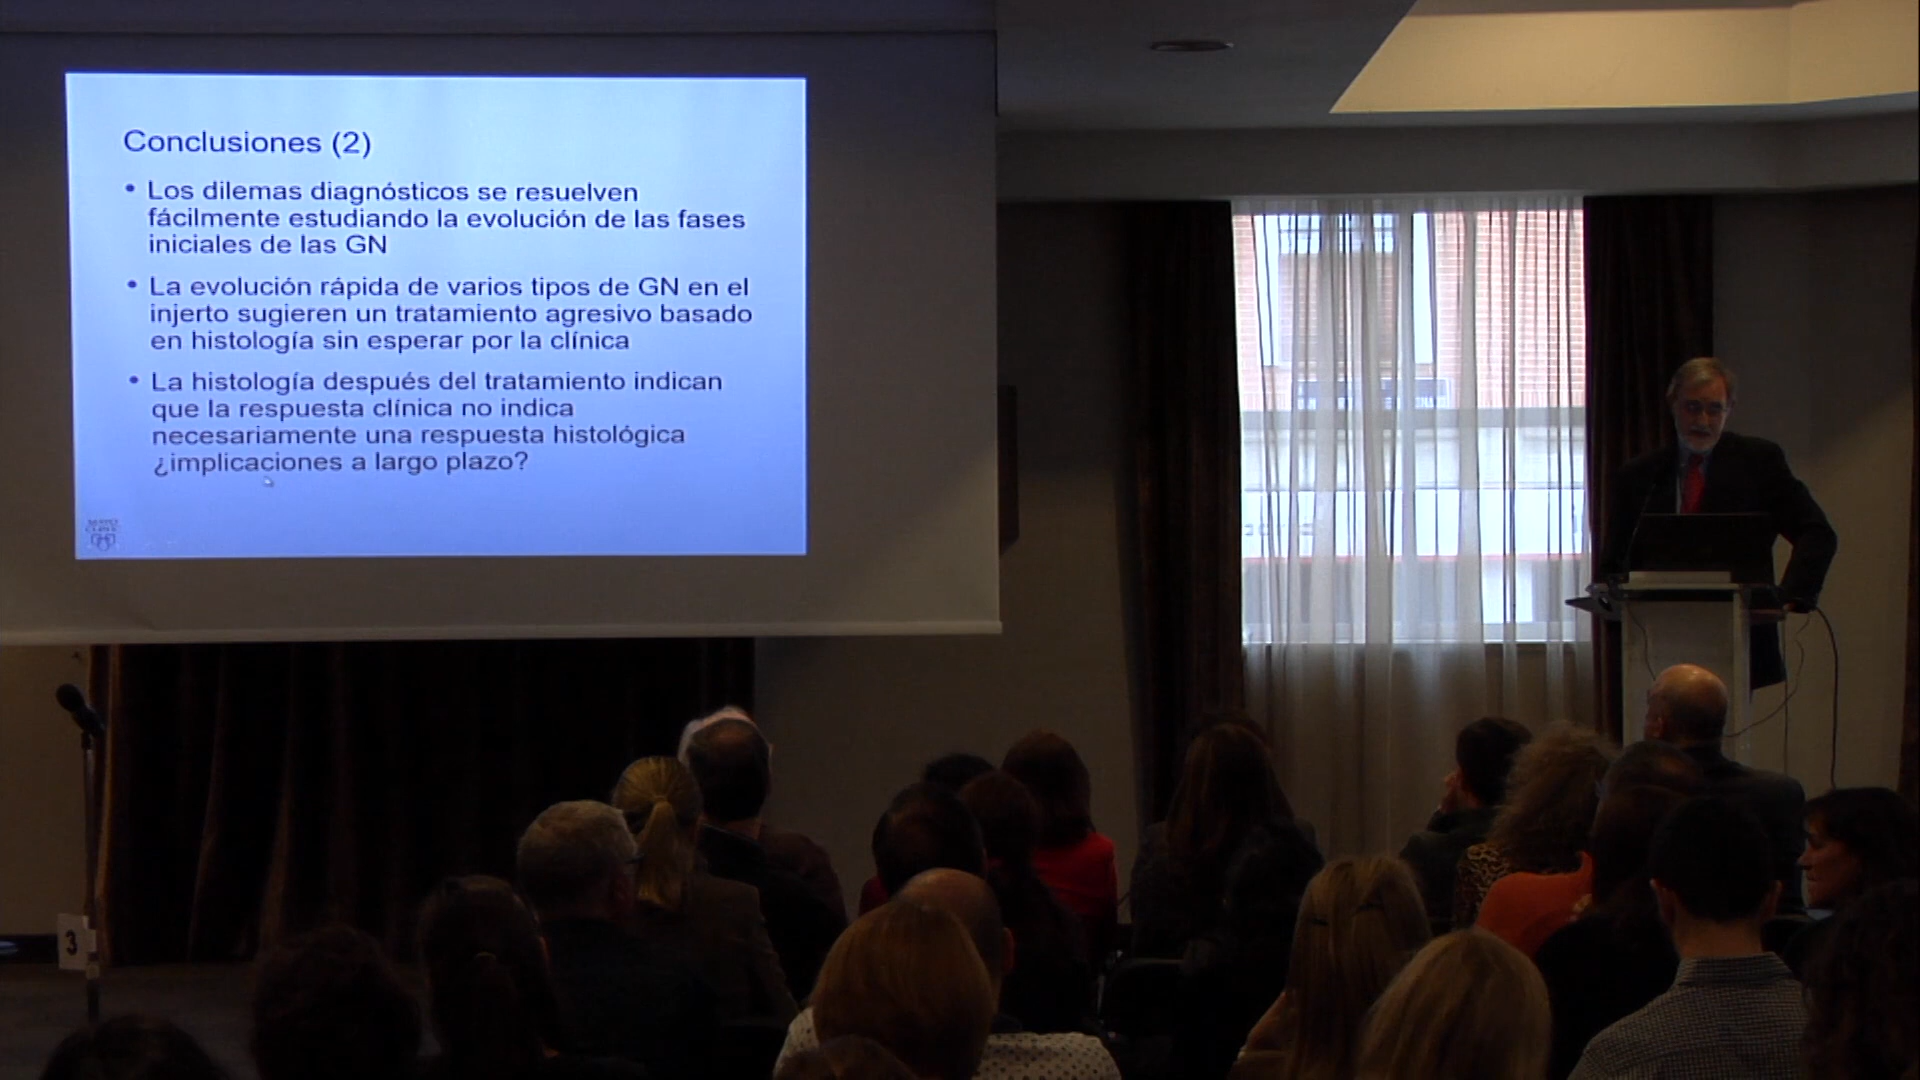 Conclusiones (2)
• Los dilemas diagnósticos se resuelven
fácilmente estudiando la evolución de las fases
iniciales de las GN
• La evolución rápida de varios tipos de GN en el
injerto sugieren un tratamiento agresivo basado
en histología sin esperar por la clínica
• La histología después del tratamiento indican
que la respuesta clínica no indica
necesariamente una respuesta histológica
¿implicaciones a largo plazo?
MAYO
CLINIC
3